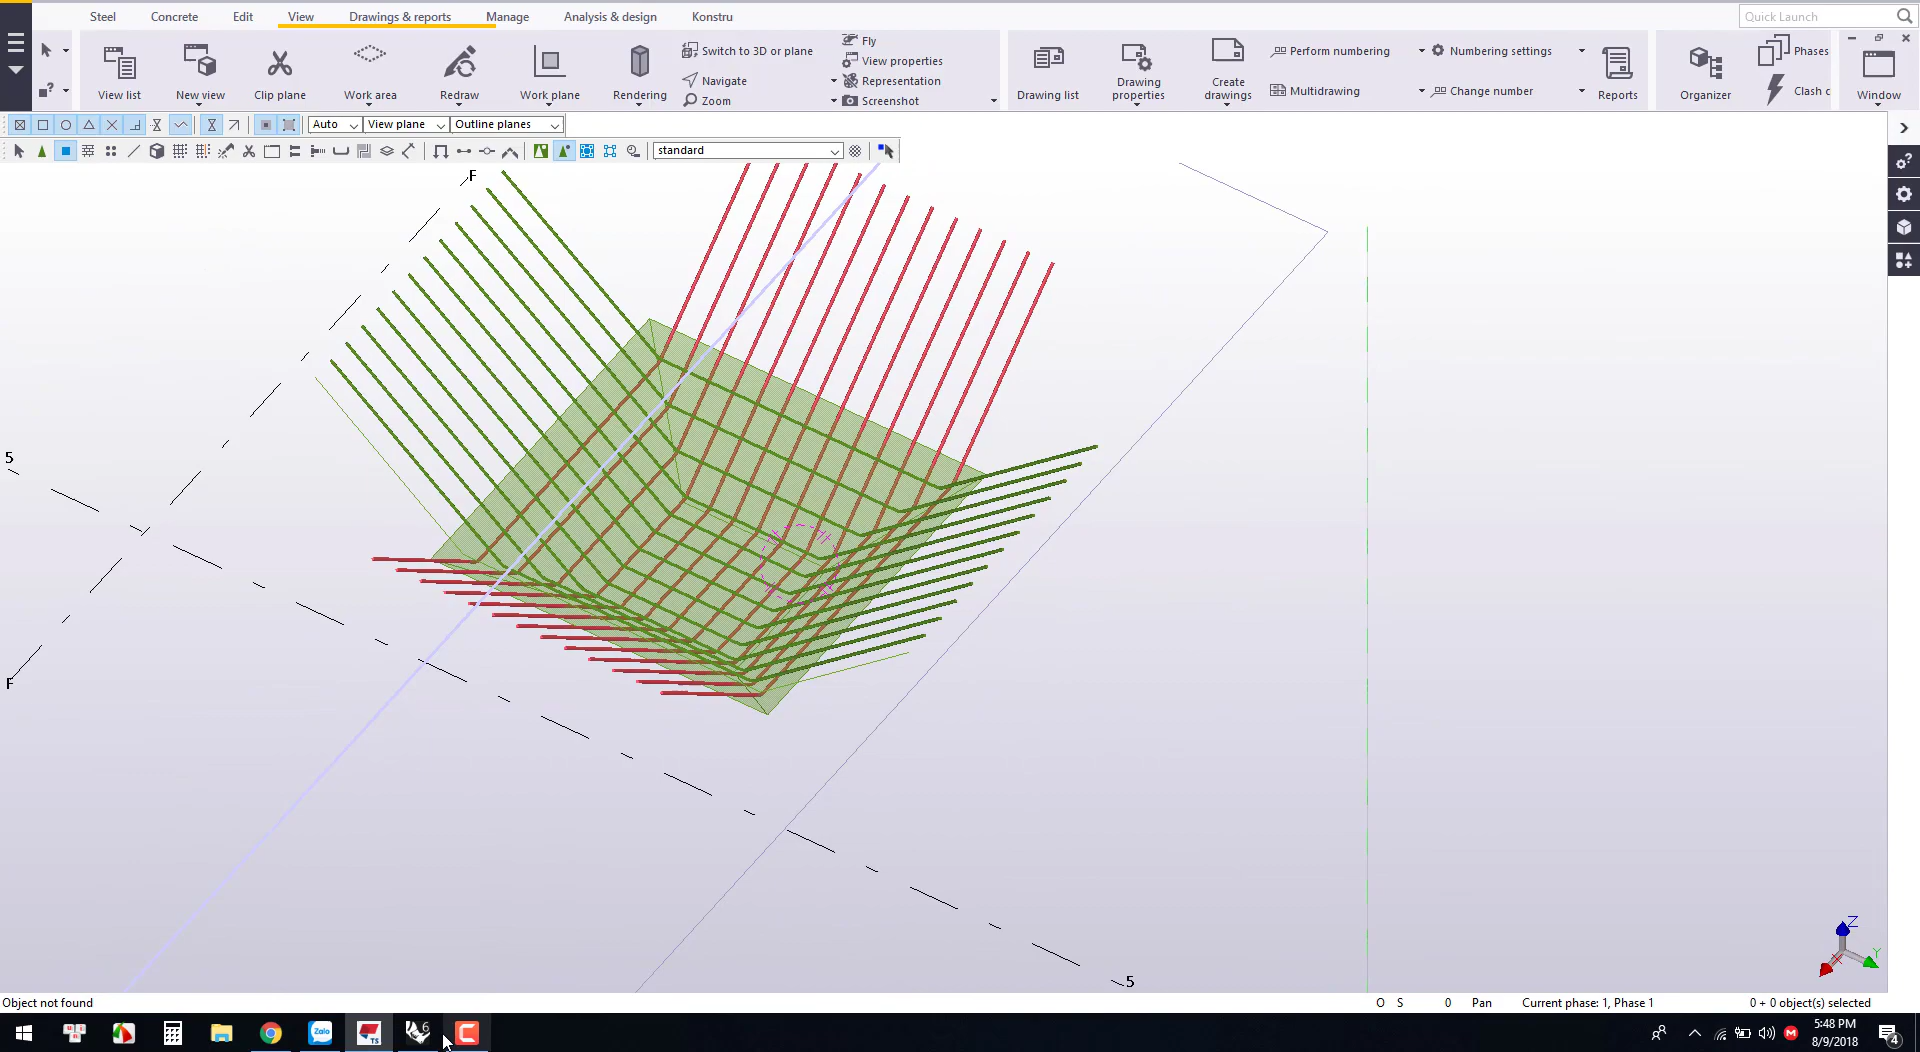 Steel Concrete Edit View Drawings & reports Manage Analysis & design Konstru Quick Launch
View list
New view
Clip plane
Work area
Redraw
Work plane
Rendering
Switch to 3D or plane
Navigate
Zoom
Fly
View properties
Representation
Screenshot
Drawing list
Drawing properties
Create drawings
Perform numbering
Multidrawing
Numbering settings
Change number
Reports
Organizer
Phases
Clash c
Window
Auto View plane Outline planes
standard
F
5
F
5
Z
Y
X
Object not found O S 0 Pan Current phase: 1, Phase 1 0 + 0 object(s) selected
Zalo
TS
6
5:48 PM
8/9/2018
4